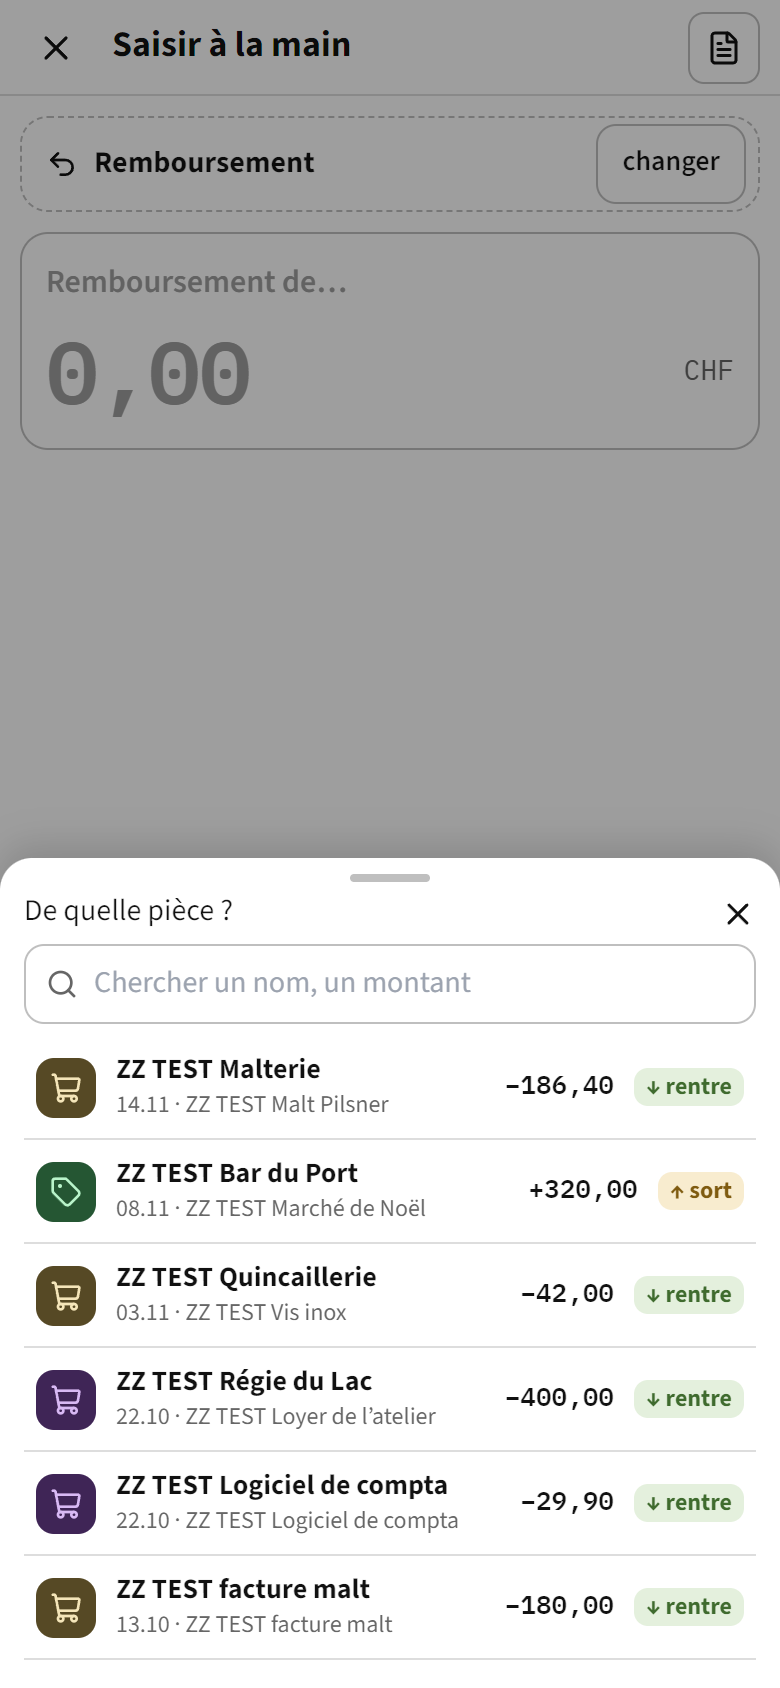 Saisir à la main
Remboursement
changer
Remboursement de…
0,00
CHF
De quelle pièce ?
Chercher un nom, un montant
ZZ TEST Malterie
14.11 · ZZ TEST Malt Pilsner
−186,40
↓ rentre
ZZ TEST Bar du Port
08.11 · ZZ TEST Marché de Noël
+320,00
↑ sort
ZZ TEST Quincaillerie
03.11 · ZZ TEST Vis inox
−42,00
↓ rentre
ZZ TEST Régie du Lac
22.10 · ZZ TEST Loyer de l’atelier
−400,00
↓ rentre
ZZ TEST Logiciel de compta
22.10 · ZZ TEST Logiciel de compta
−29,90
↓ rentre
ZZ TEST facture malt
13.10 · ZZ TEST facture malt
−180,00
↓ rentre